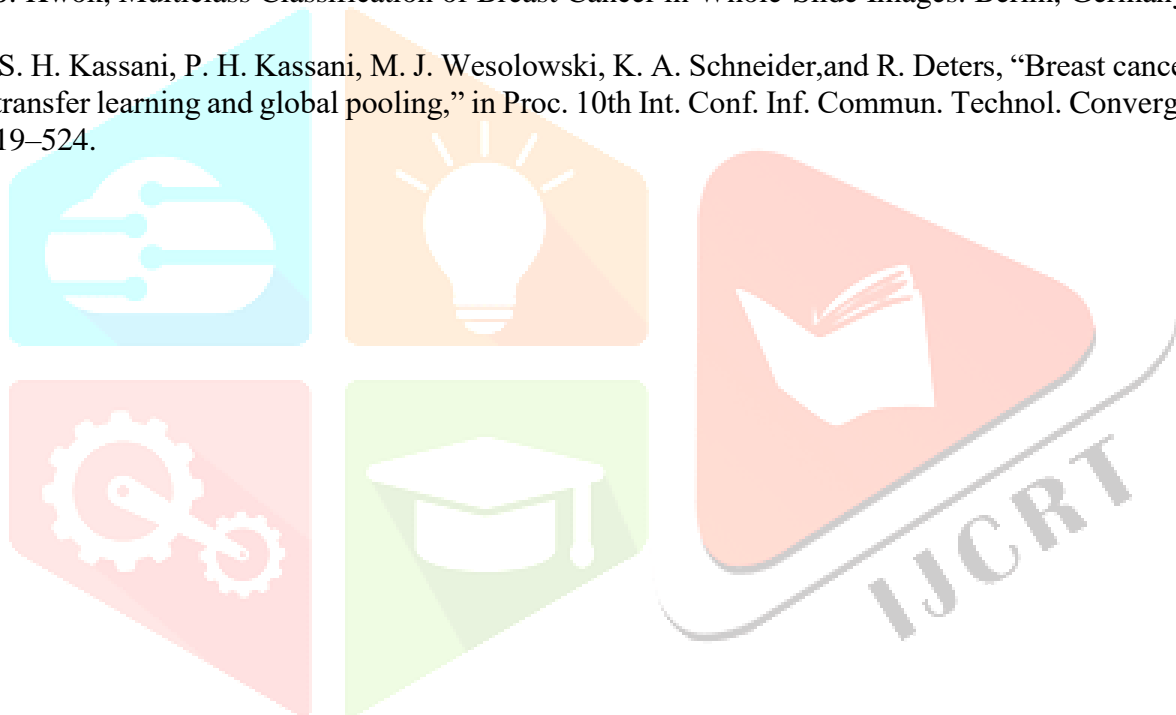 Kwon, Multiclass Classification of Breast Cancer in Whole-Slide Images. Berlin, Germany
S. H. Kassani, P. H. Kassani, M. J. Wesolowski, K. A. Schneider,and R. Deters, “Breast cance
transfer learning and global pooling,” in Proc. 10th Int. Conf. Inf. Commun. Technol. Converg
19–524.
IJCRT